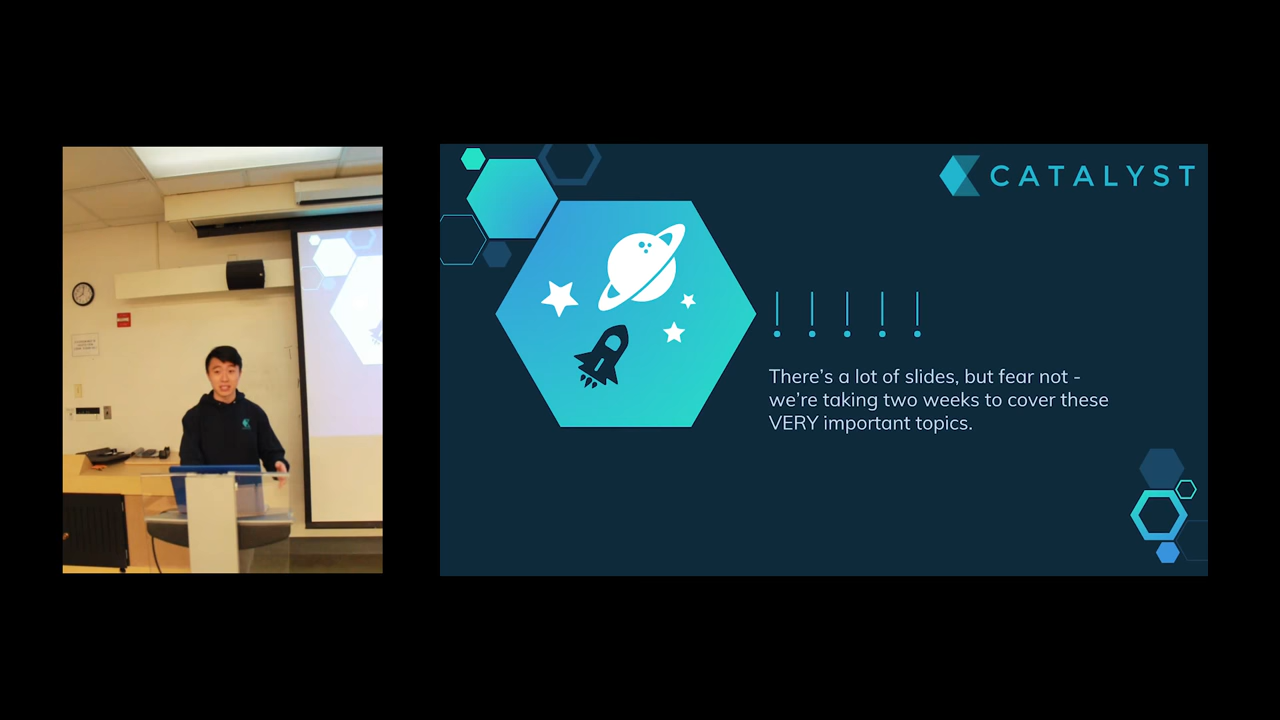 CATALYST
! ! ! ! !
There's a lot of slides, but fear not -
we're taking two weeks to cover these
VERY important topics.